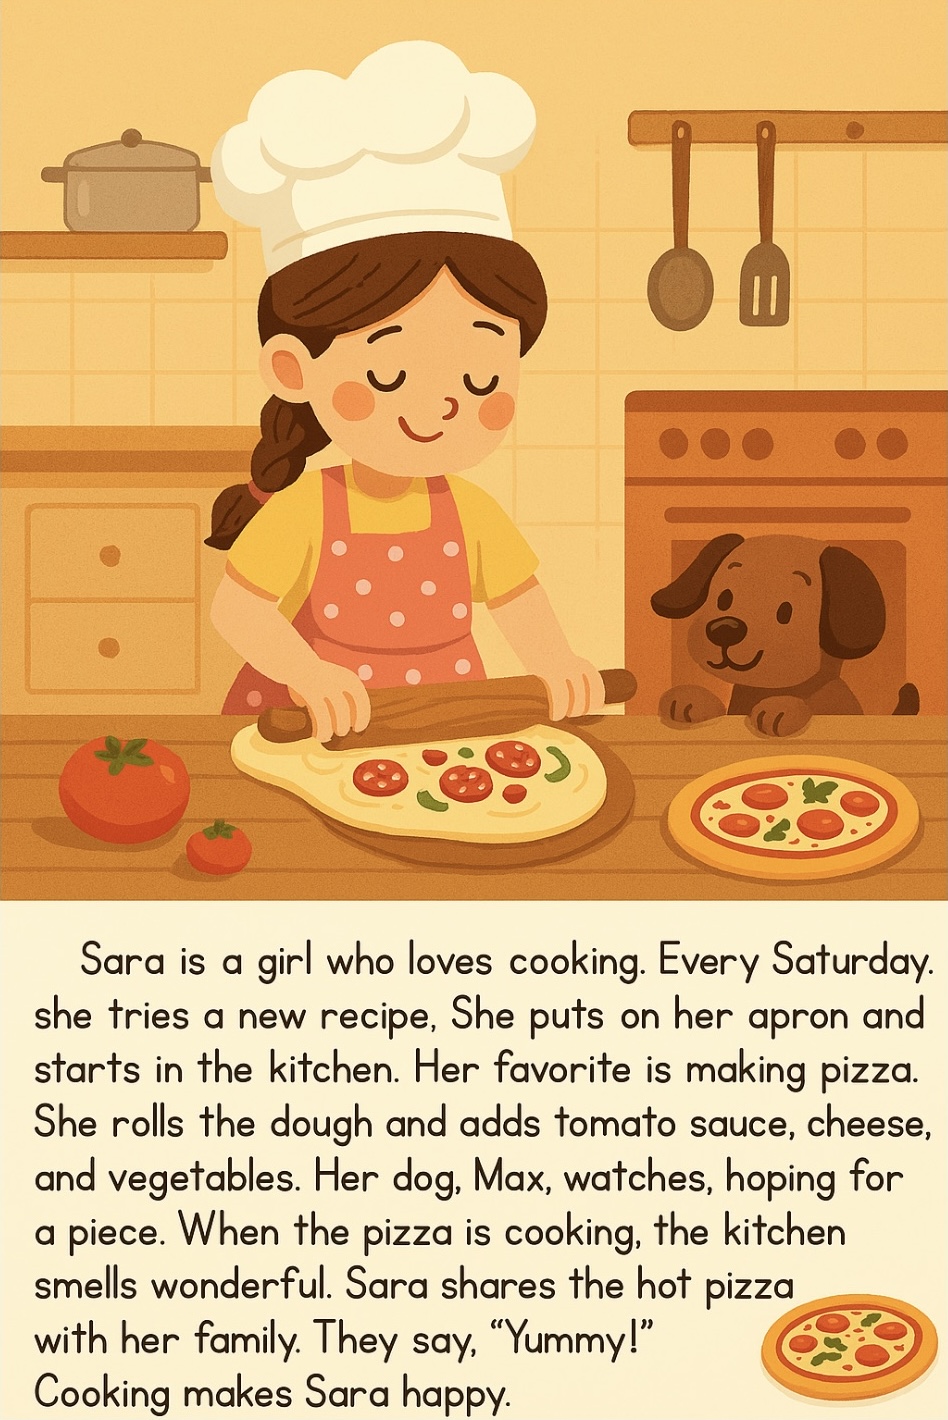 Sara is a girl who loves cooking. Every Saturday.
she tries a new recipe, She puts on her apron and
starts in the kitchen. Her favorite is making pizza.
She rolls the dough and adds tomato sauce, cheese,
and vegetables. Her dog, Max, watches, hoping for
a piece. When the pizza is cooking, the kitchen
smells wonderful. Sara shares the hot pizza
with her family. They say, “Yummy!”
Cooking makes Sara happy.